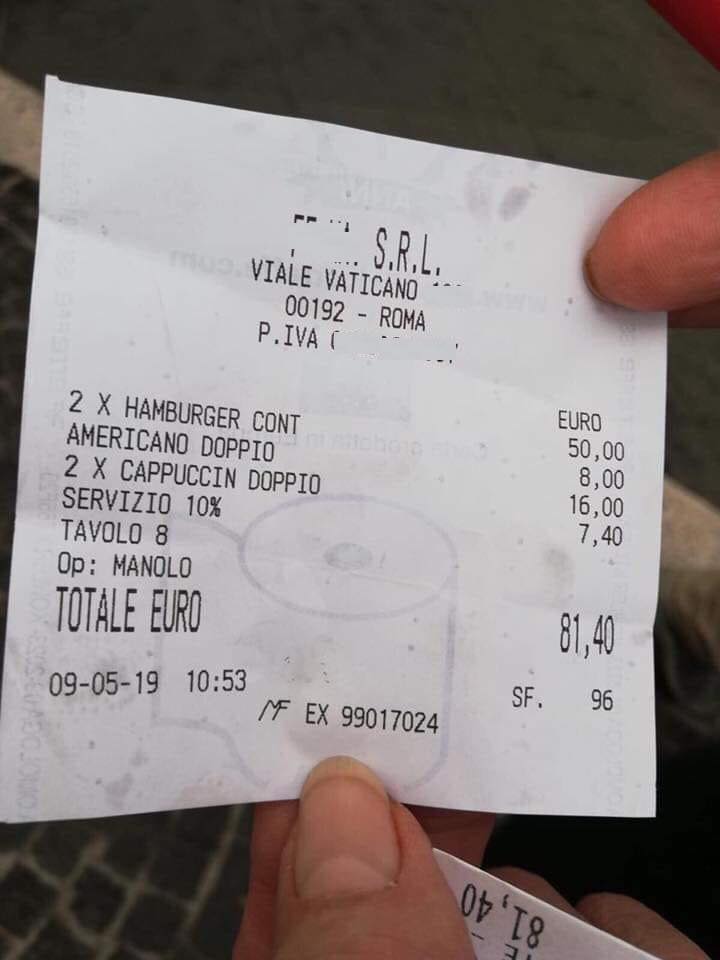 S.R.L.
VIALE VATICANO
00192 - ROMA
P.IVA
EURO
2 X HAMBURGER CONT 50,00
AMERICANO DOPPIO 8,00
2 X CAPPUCCIN DOPPIO 16,00
SERVIZIO 10% 7,40
TAVOLO 8
Op: MANOLO
TOTALE EURO 81,40
09-05-19 10:53 SF. 96
MF EX 99017024
81,40